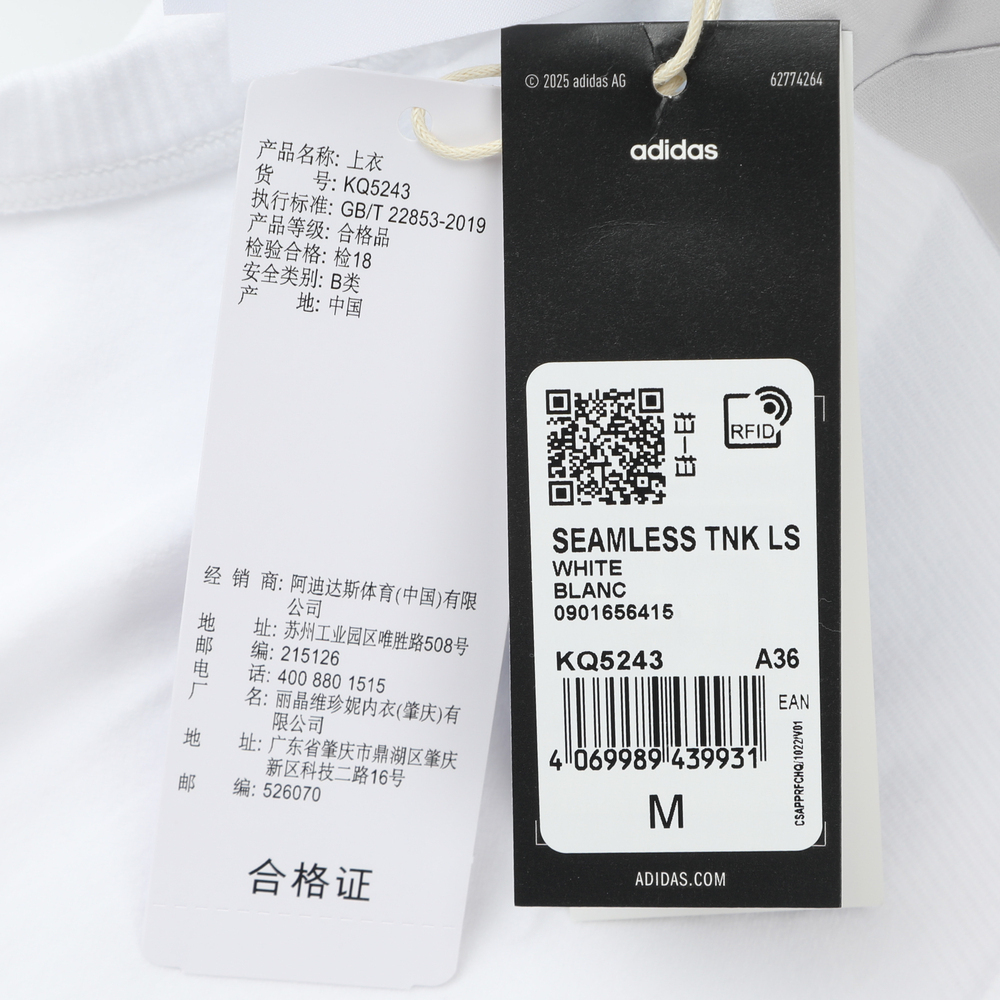 产品名称: 上衣
货 号: KQ5243
执行标准: GB/T 22853-2019
产品等级: 合格品
检验合格: 检18
安全类别: B类
产 地: 中国
经 销 商: 阿迪达斯体育(中国)有限
公司
地 址: 苏州工业园区唯胜路508号
邮 编: 215126
电 话: 400 880 1515
厂 名: 丽晶维珍妮内衣(肇庆)有
限公司
地 址: 广东省肇庆市鼎湖区肇庆
新区科技二路16号
邮 编: 526070
合格证
© 2025 adidas AG 62774264
adidas
扫一扫
RFID
SEAMLESS TNK LS
WHITE
BLANC
0901656415
KQ5243 A36
EAN
4 069989 439931
CSAPPRFCHQ/1022/V01
M
ADIDAS.COM